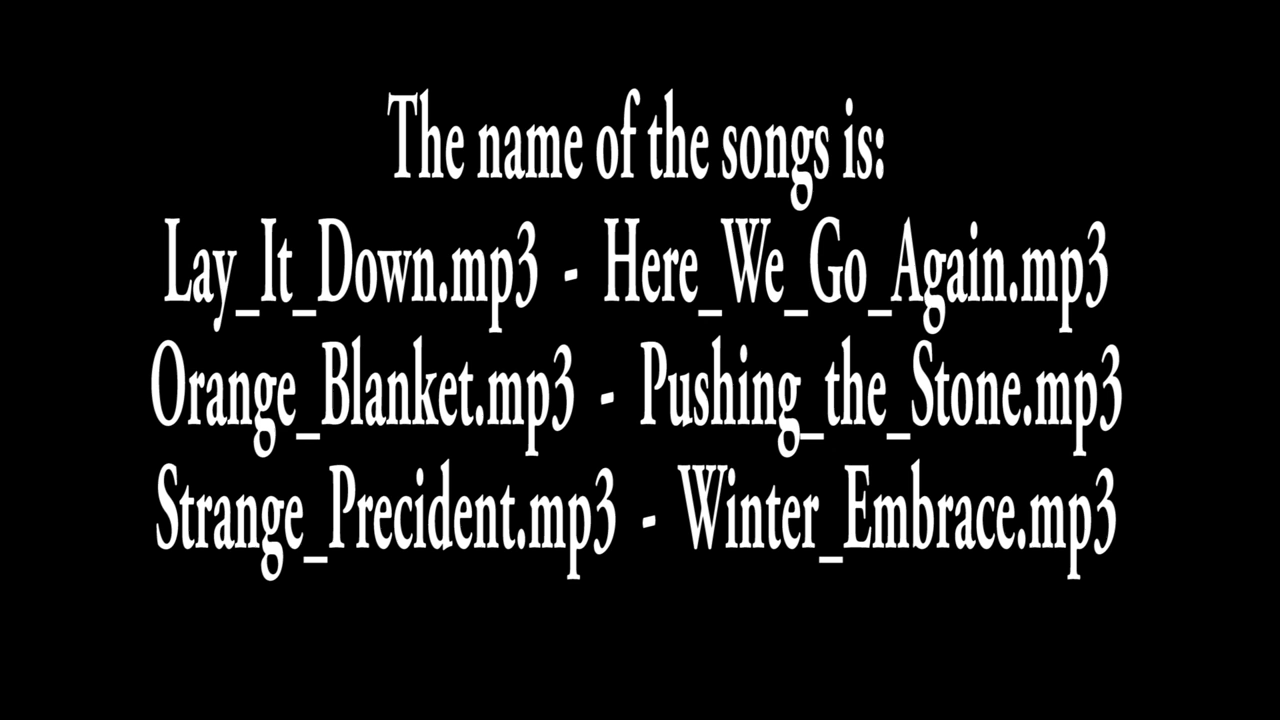 The name of the songs is:
Lay_It_Down.mp3 - Here_We_Go_Again.mp3
Orange_Blanket.mp3 - Pushing_the_Stone.mp3
Strange_Precident.mp3 - Winter_Embrace.mp3